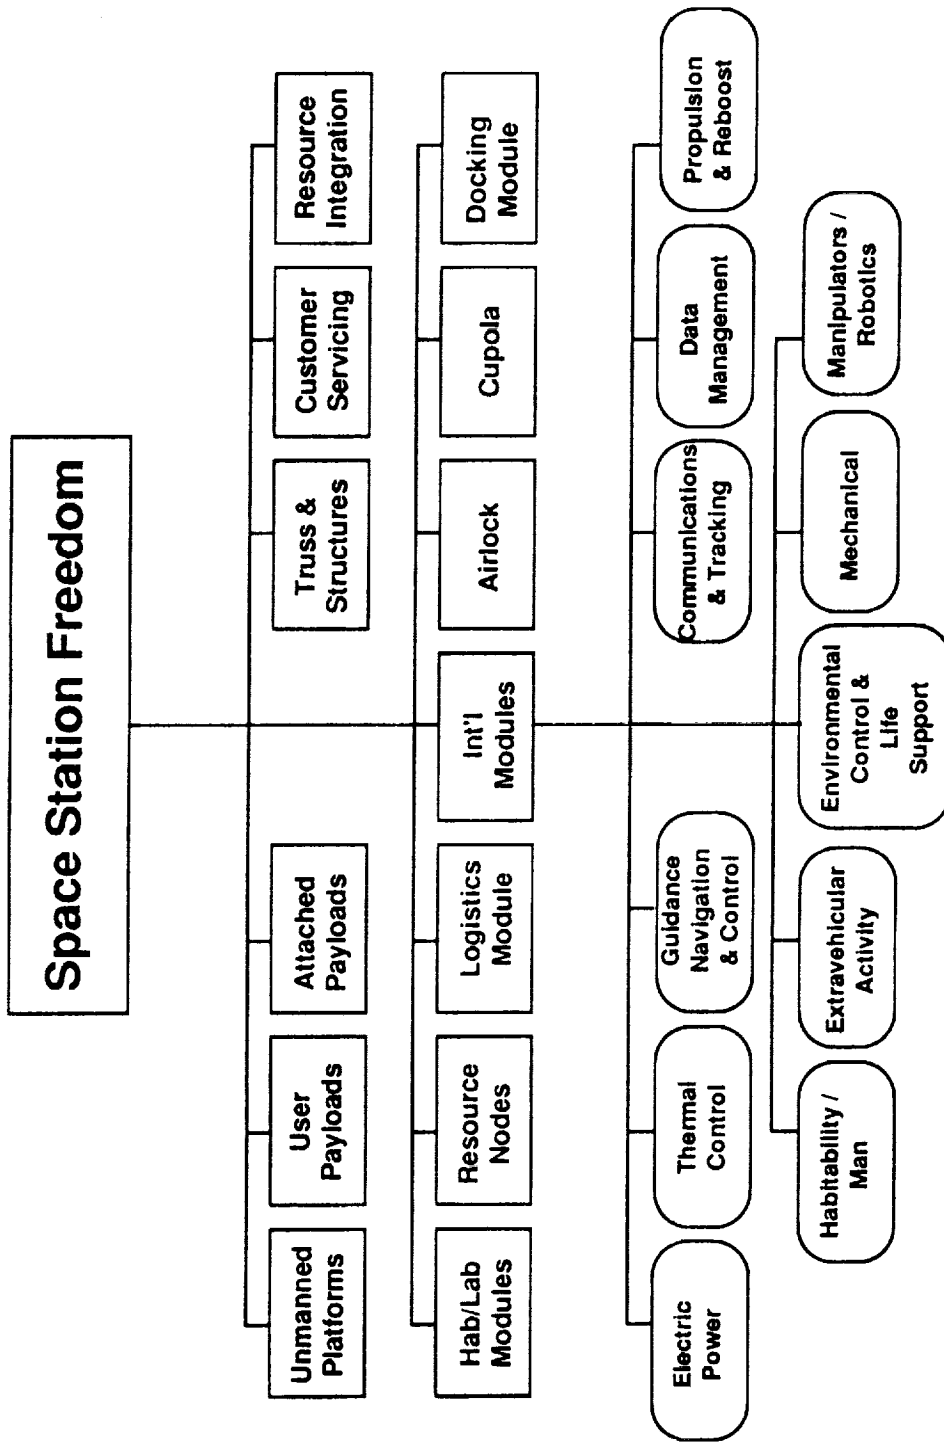 Space Station Freedom
Unmanned
Platforms
User
Payloads
Attached
Payloads
Truss &
Structures
Customer
Servicing
Resource
Integration
Hab/Lab
Modules
Resource
Nodes
Logistics
Module
Int'l
Modules
Airlock
Cupola
Docking
Module
Electric
Power
Thermal
Control
Guidance
Navigation
& Control
Communications
& Tracking
Data
Management
Propulsion
& Reboost
Habitability /
Man
Extravehicular
Activity
Environmental
Control &
Life
Support
Mechanical
Manipulators /
Robotics